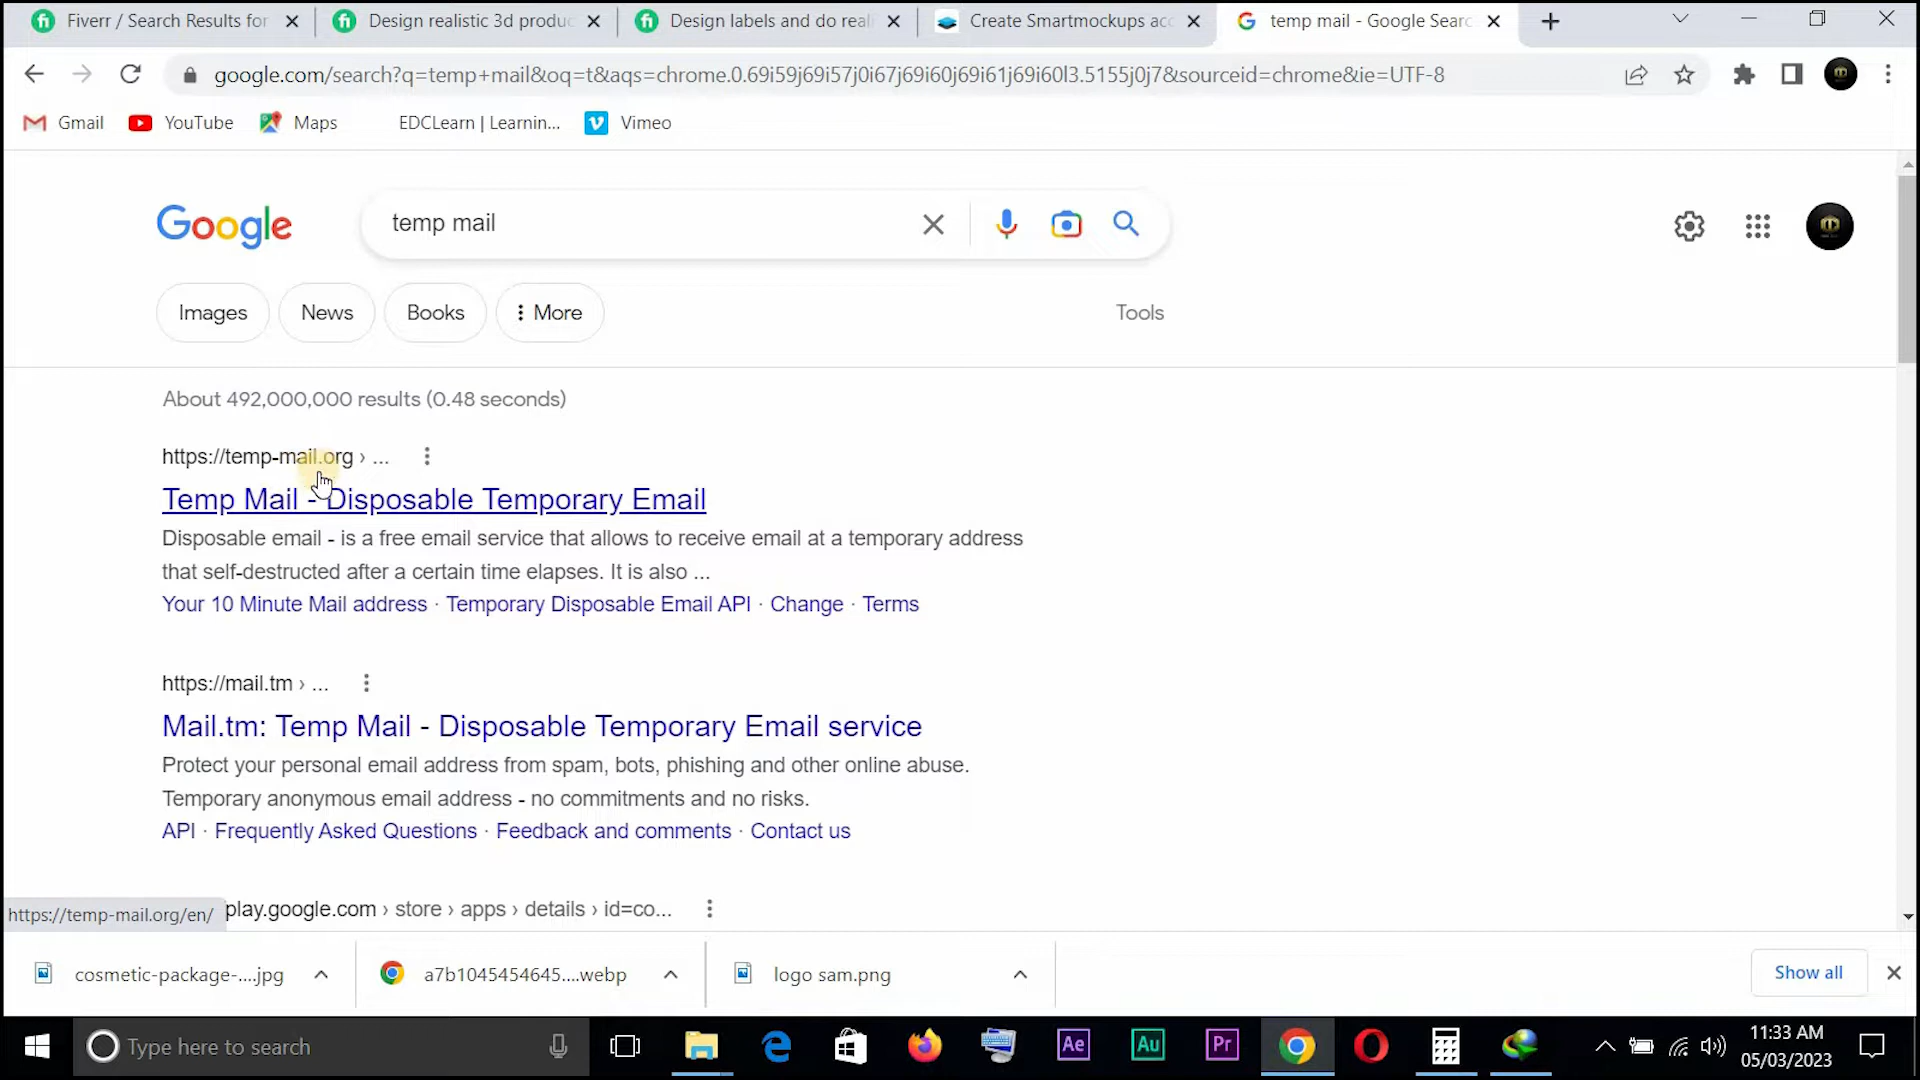 Fiverr / Search Results for
Design realistic 3d produc
Design labels and do real
Create Smartmockups acc
temp mail - Google Searc
google.com/search?q=temp+mail&oq=t&aqs=chrome.0.69i59j69i57j0i67j69i60j69i61j69i60l3.5155j0j7&sourceid=chrome&ie=UTF-8
Gmail
YouTube
Maps
EDCLearn | Learnin...
Vimeo
Google
temp mail
Images
News
Books
More
Tools
About 492,000,000 results (0.48 seconds)
https://temp-mail.org › ...
Temp Mail - Disposable Temporary Email
Disposable email - is a free email service that allows to receive email at a temporary address
that self-destructed after a certain time elapses. It is also ...
Your 10 Minute Mail address · Temporary Disposable Email API · Change · Terms
https://mail.tm › ...
Mail.tm: Temp Mail - Disposable Temporary Email service
Protect your personal email address from spam, bots, phishing and other online abuse.
Temporary anonymous email address - no commitments and no risks.
API · Frequently Asked Questions · Feedback and comments · Contact us
https://temp-mail.org/en/
play.google.com › store › apps › details › id=co...
cosmetic-package-....jpg
a7b1045454645....webp
logo sam.png
Show all
Type here to search
Ae
Au
Pr
11:33 AM
05/03/2023